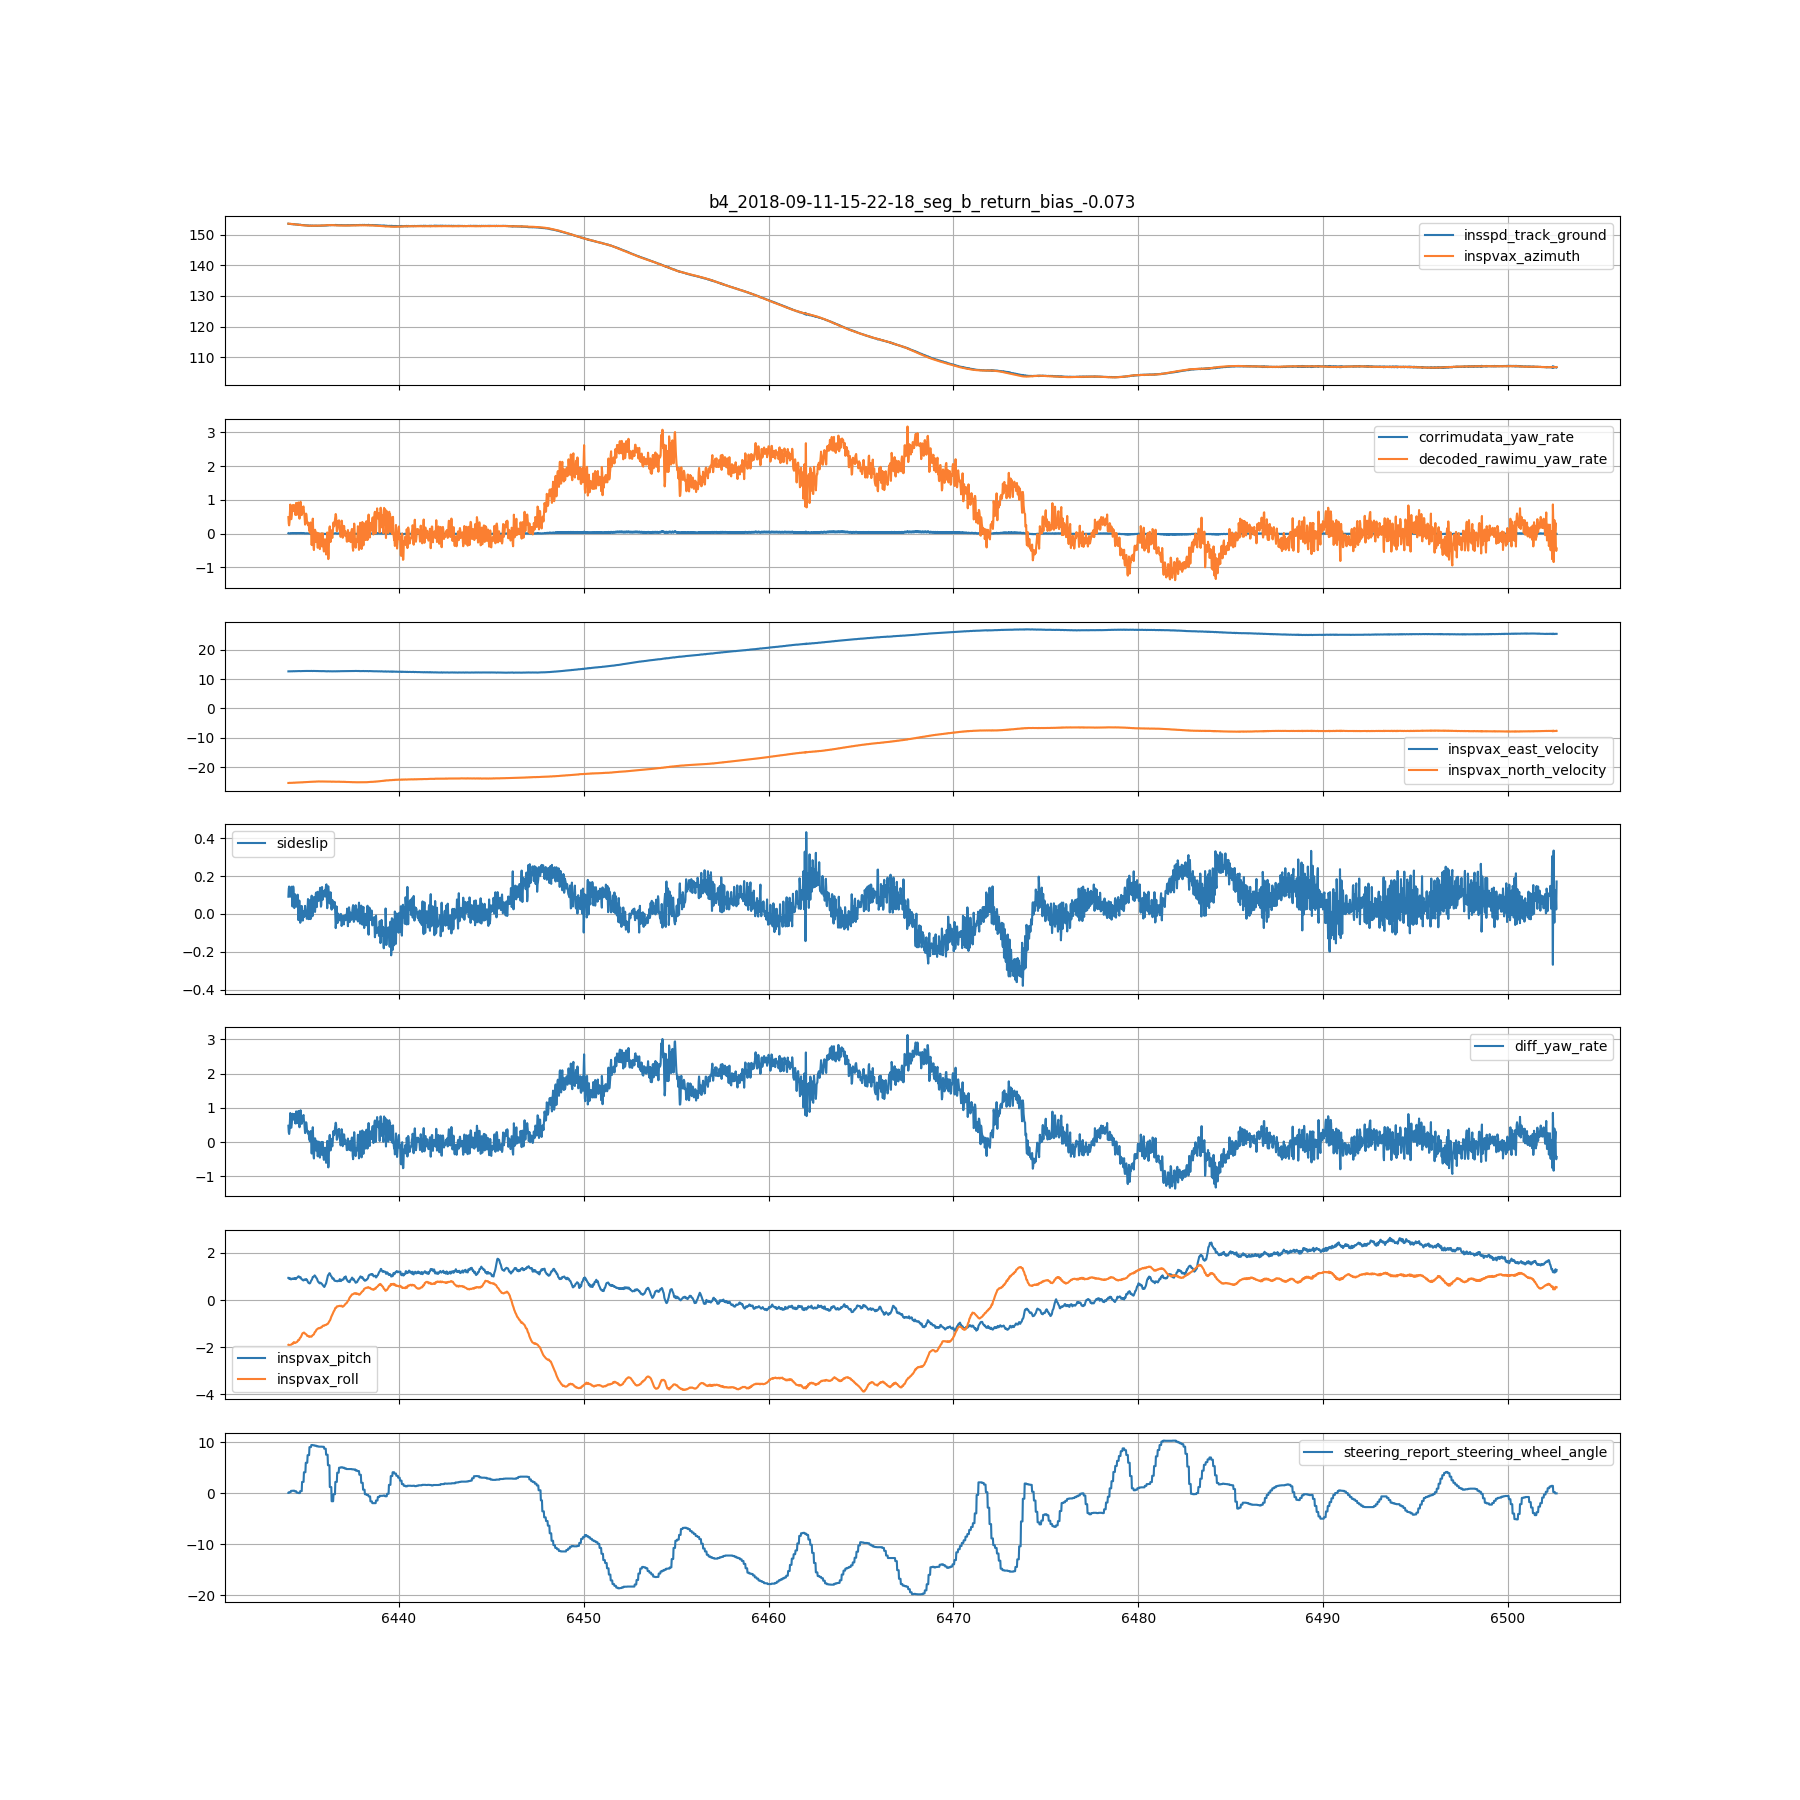 b4_2018-09-11-15-22-18_seg_b_return_bias_-0.073
150
140
130
120
110
insspd_track_ground
inspvax_azimuth
3
2
1
0
−1
corrimudata_yaw_rate
decoded_rawimu_yaw_rate
20
10
0
−10
−20
inspvax_east_velocity
inspvax_north_velocity
0.4
0.2
0.0
−0.2
−0.4
sideslip
3
2
1
0
−1
diff_yaw_rate
2
0
−2
−4
inspvax_pitch
inspvax_roll
10
0
−10
−20
steering_report_steering_wheel_angle
6440 6450 6460 6470 6480 6490 6500